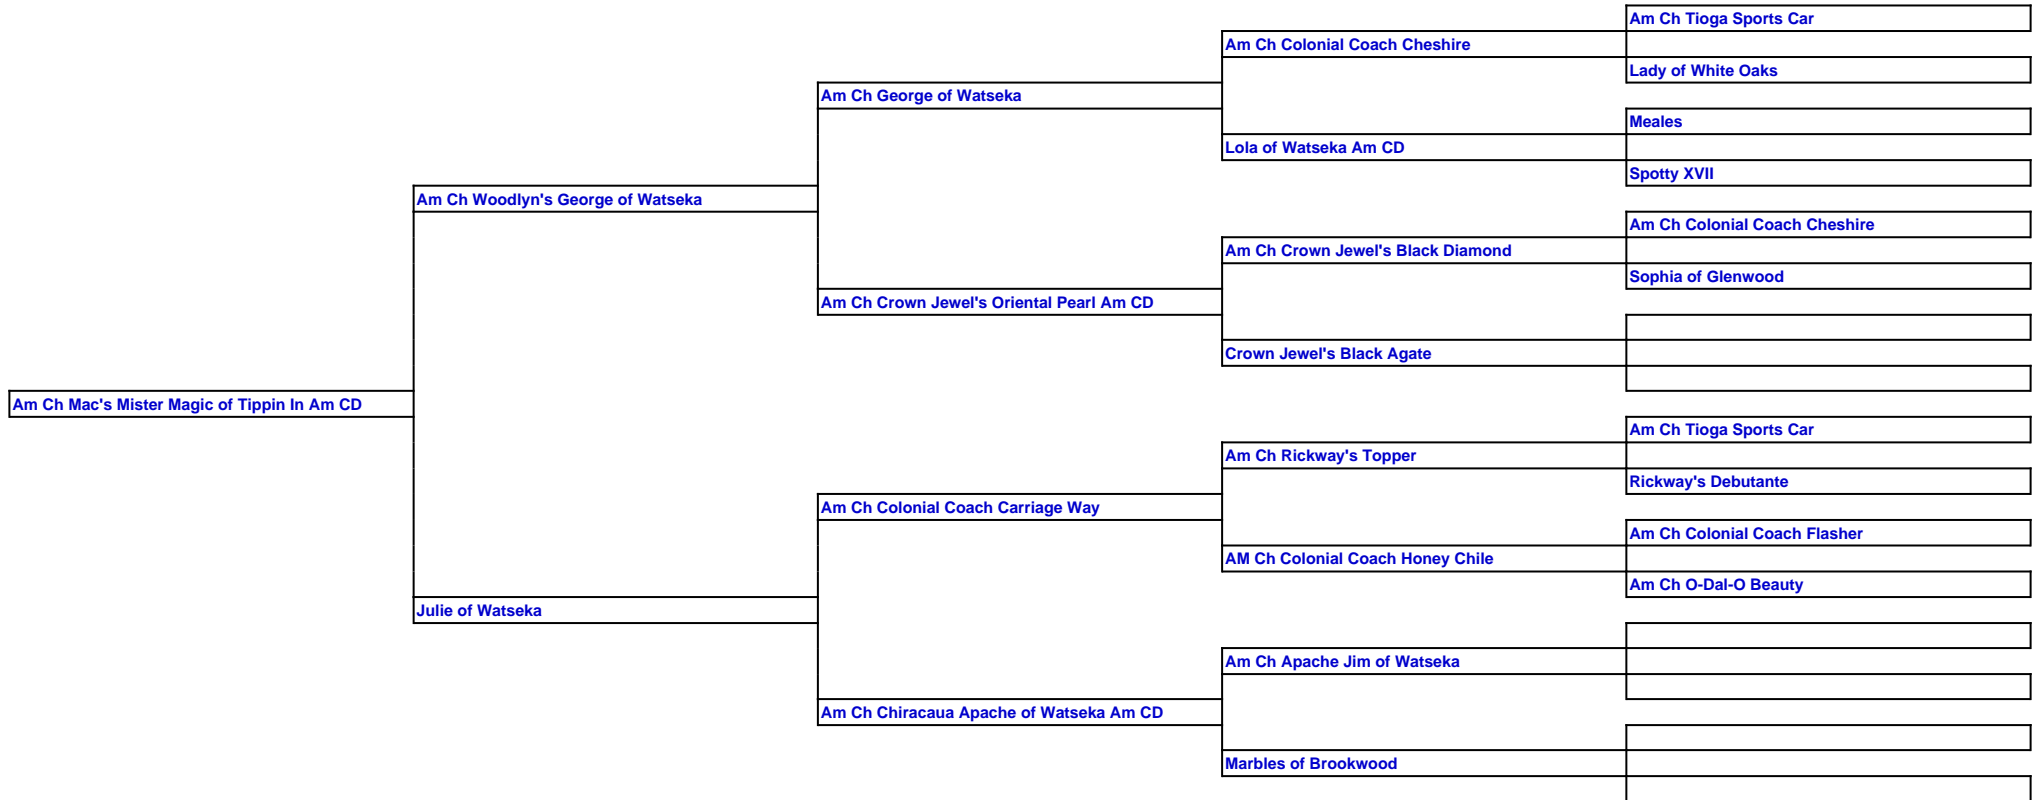 Am Ch Tioga Sports Car
Am Ch Colonial Coach Cheshire
Lady of White Oaks
Am Ch George of Watseka
Meales
Lola of Watseka Am CD
Spotty XVII
Am Ch Woodlyn's George of Watseka
Am Ch Colonial Coach Cheshire
Am Ch Crown Jewel's Black Diamond
Sophia of Glenwood
Am Ch Crown Jewel's Oriental Pearl Am CD
Crown Jewel's Black Agate
Am Ch Mac's Mister Magic of Tippin In Am CD
Am Ch Tioga Sports Car
Am Ch Rickway's Topper
Rickway's Debutante
Am Ch Colonial Coach Carriage Way
Am Ch Colonial Coach Flasher
AM Ch Colonial Coach Honey Chile
Am Ch O-Dal-O Beauty
Julie of Watseka
Am Ch Apache Jim of Watseka
Am Ch Chiracaua Apache of Watseka Am CD
Marbles of Brookwood